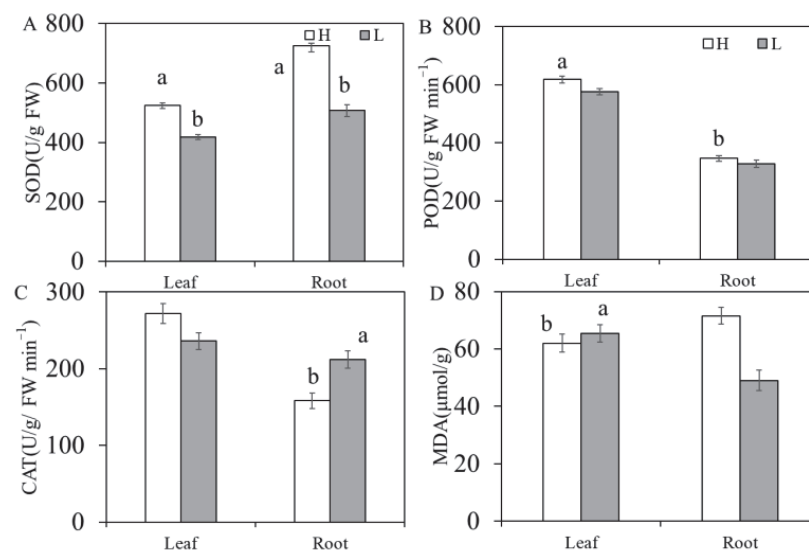 A
800
600
400
200
0
SOD(U/g FW)
H L
a
b
a
b
Leaf Root
B
800
600
400
200
0
POD(U/g FW min⁻¹)
H L
a
b
Leaf Root
C
300
200
100
0
CAT(U/g/ FW min⁻¹)
b
a
Leaf Root
D
80
60
40
20
0
MDA(μmol/g)
b
a
Leaf Root